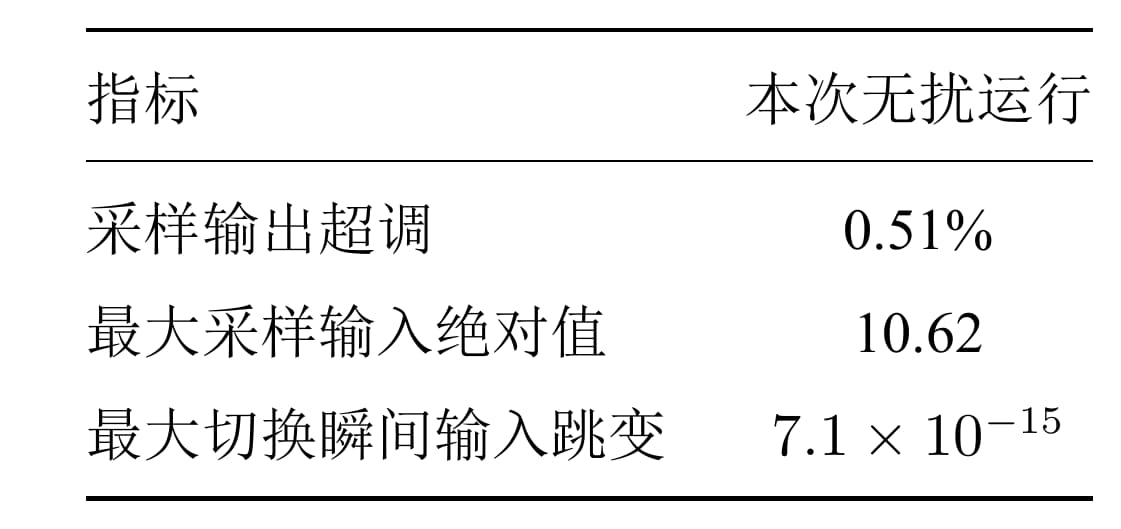 指标 本次无扰运行
采样输出超调 0.51%
最大采样输入绝对值 10.62
最大切换瞬间输入跳变 7.1 × 10⁻¹⁵